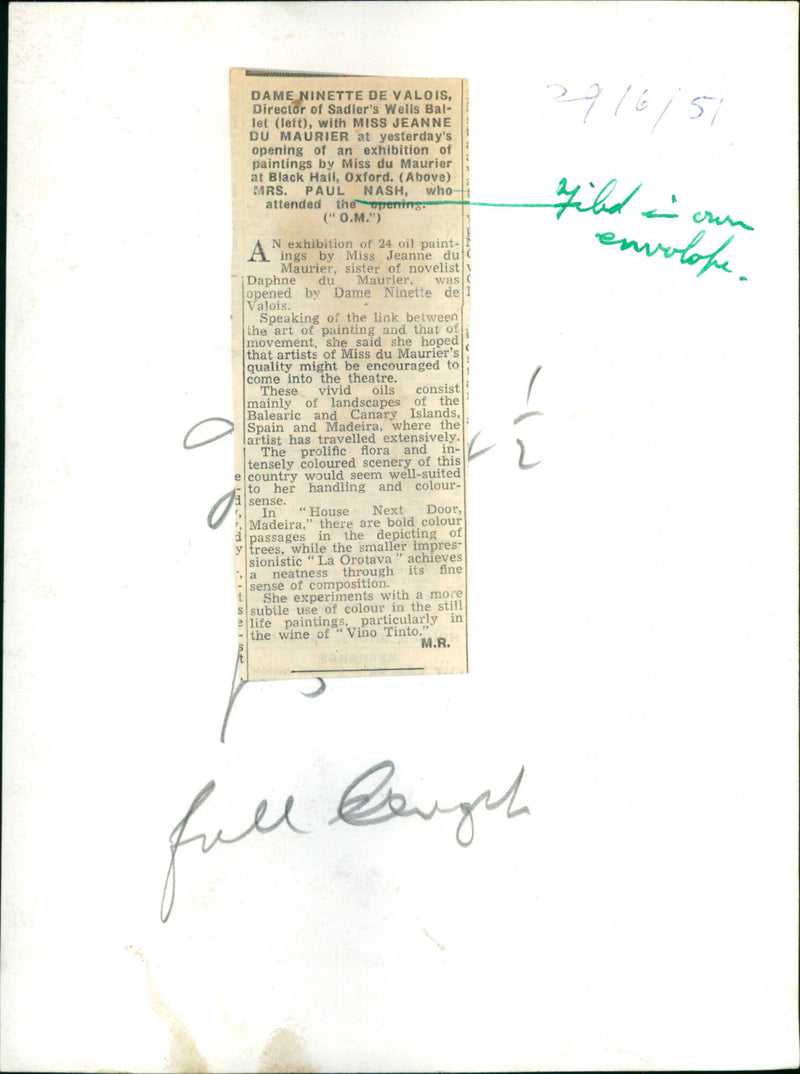 29/6/51
DAME NINETTE DE VALOIS,
Director of Sadler's Wells Bal-
let (left), with MISS JEANNE
DU MAURIER at yesterday's
opening of an exhibition of
paintings by Miss du Maurier
at Black Hall, Oxford. (Above)
MRS. PAUL NASH, who
attended the opening.
("O.M.")
Filed in own
envelope.
AN exhibition of 24 oil paint-
ings by Miss Jeanne du
Maurier, sister of novelist
Daphne du Maurier, was
opened by Dame Ninette de
Valois.
Speaking of the link between
the art of painting and that of
movement, she said she hoped
that artists of Miss du Maurier's
quality might be encouraged to
come into the theatre.
These vivid oils consist
mainly of landscapes of the
Balearic and Canary Islands,
Spain and Madeira, where the
artist has travelled extensively.
The prolific flora and in-
tensely coloured scenery of this
country would seem well-suited
to her handling and colour-
sense.
In "House Next Door,
Madeira," there are bold colour
passages in the depicting of
trees, while the smaller impres-
sionistic "La Orotava" achieves
a neatness through its fine
sense of composition.
She experiments with a more
subtle use of colour in the still
life paintings, particularly in
the wine of "Vino Tinto."
M.R.
1/2
full length